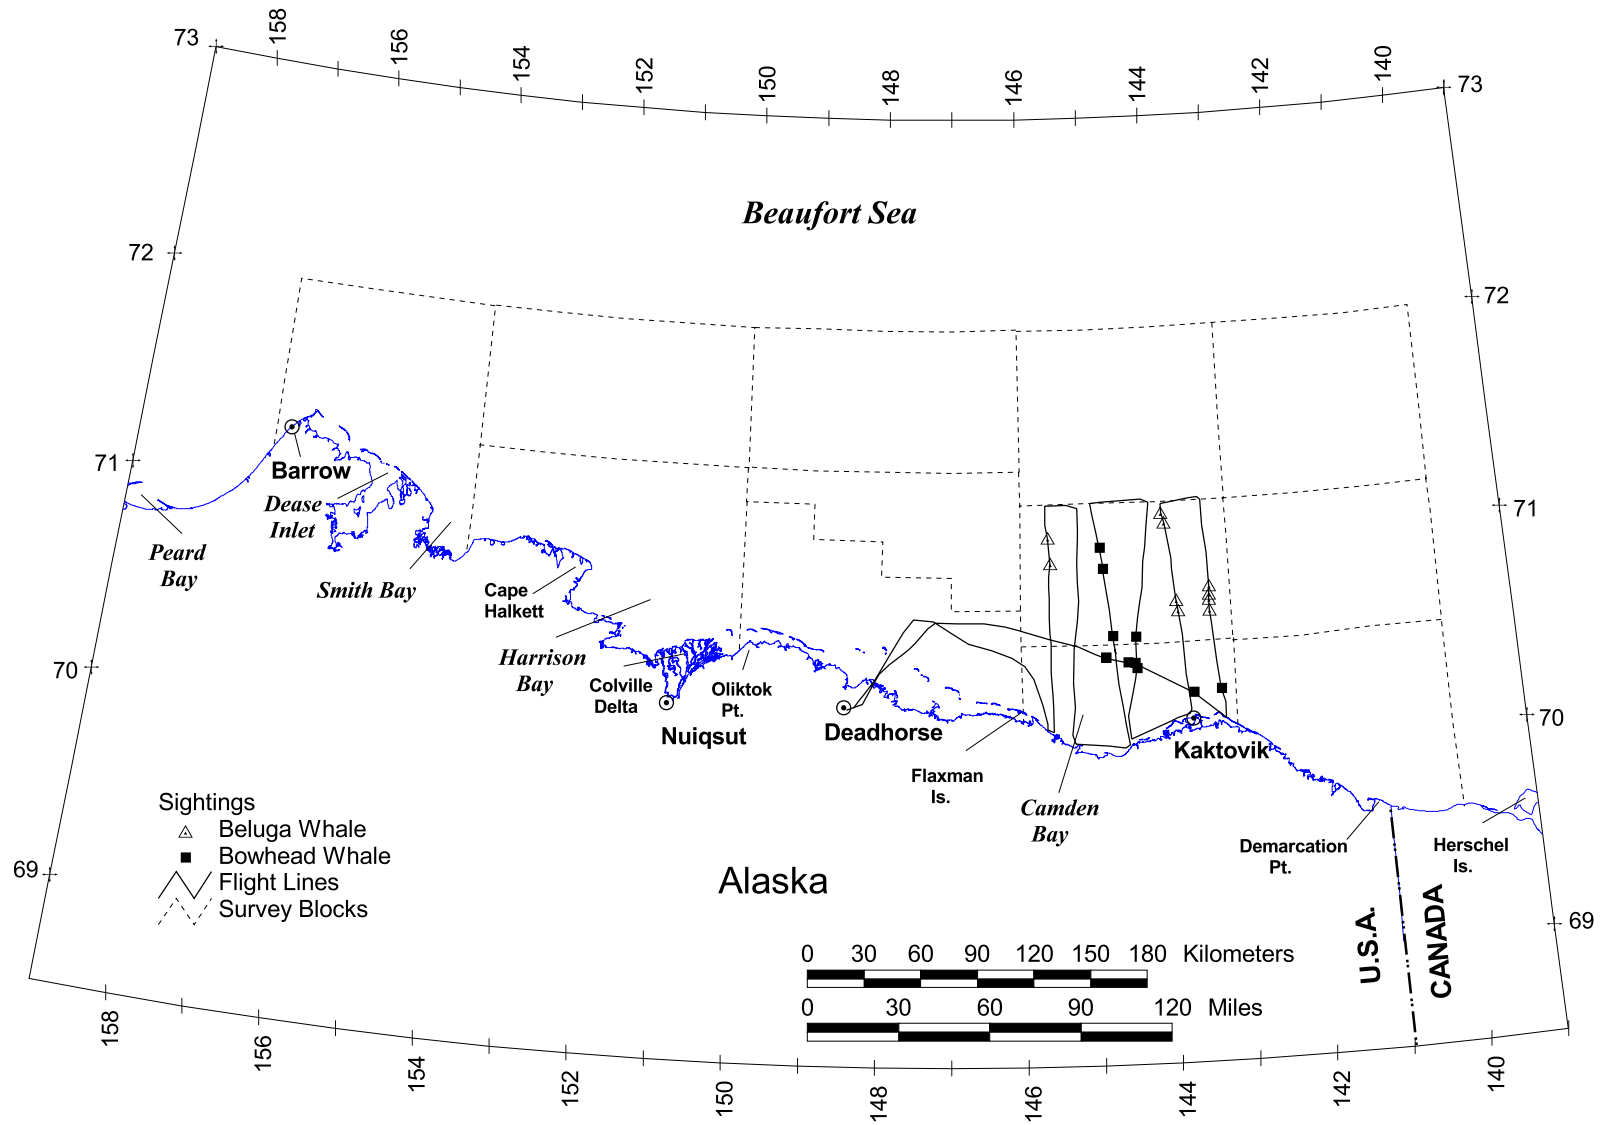 158
156
154
152
150
148
146
144
142
140
73
73
72
72
71
71
70
70
69
69
Beaufort Sea
Barrow
Dease
Inlet
Peard
Bay
Smith Bay
Cape
Halkett
Harrison
Bay
Colville
Delta
Oliktok
Pt.
Nuiqsut
Deadhorse
Flaxman
Is.
Camden
Bay
Kaktovik
Demarcation
Pt.
Herschel
Is.
Alaska
U.S.A.
CANADA
Sightings
Beluga Whale
Bowhead Whale
Flight Lines
Survey Blocks
0 30 60 90 120 150 180 Kilometers
0 30 60 90 120 Miles
158
156
154
152
150
148
146
144
142
140